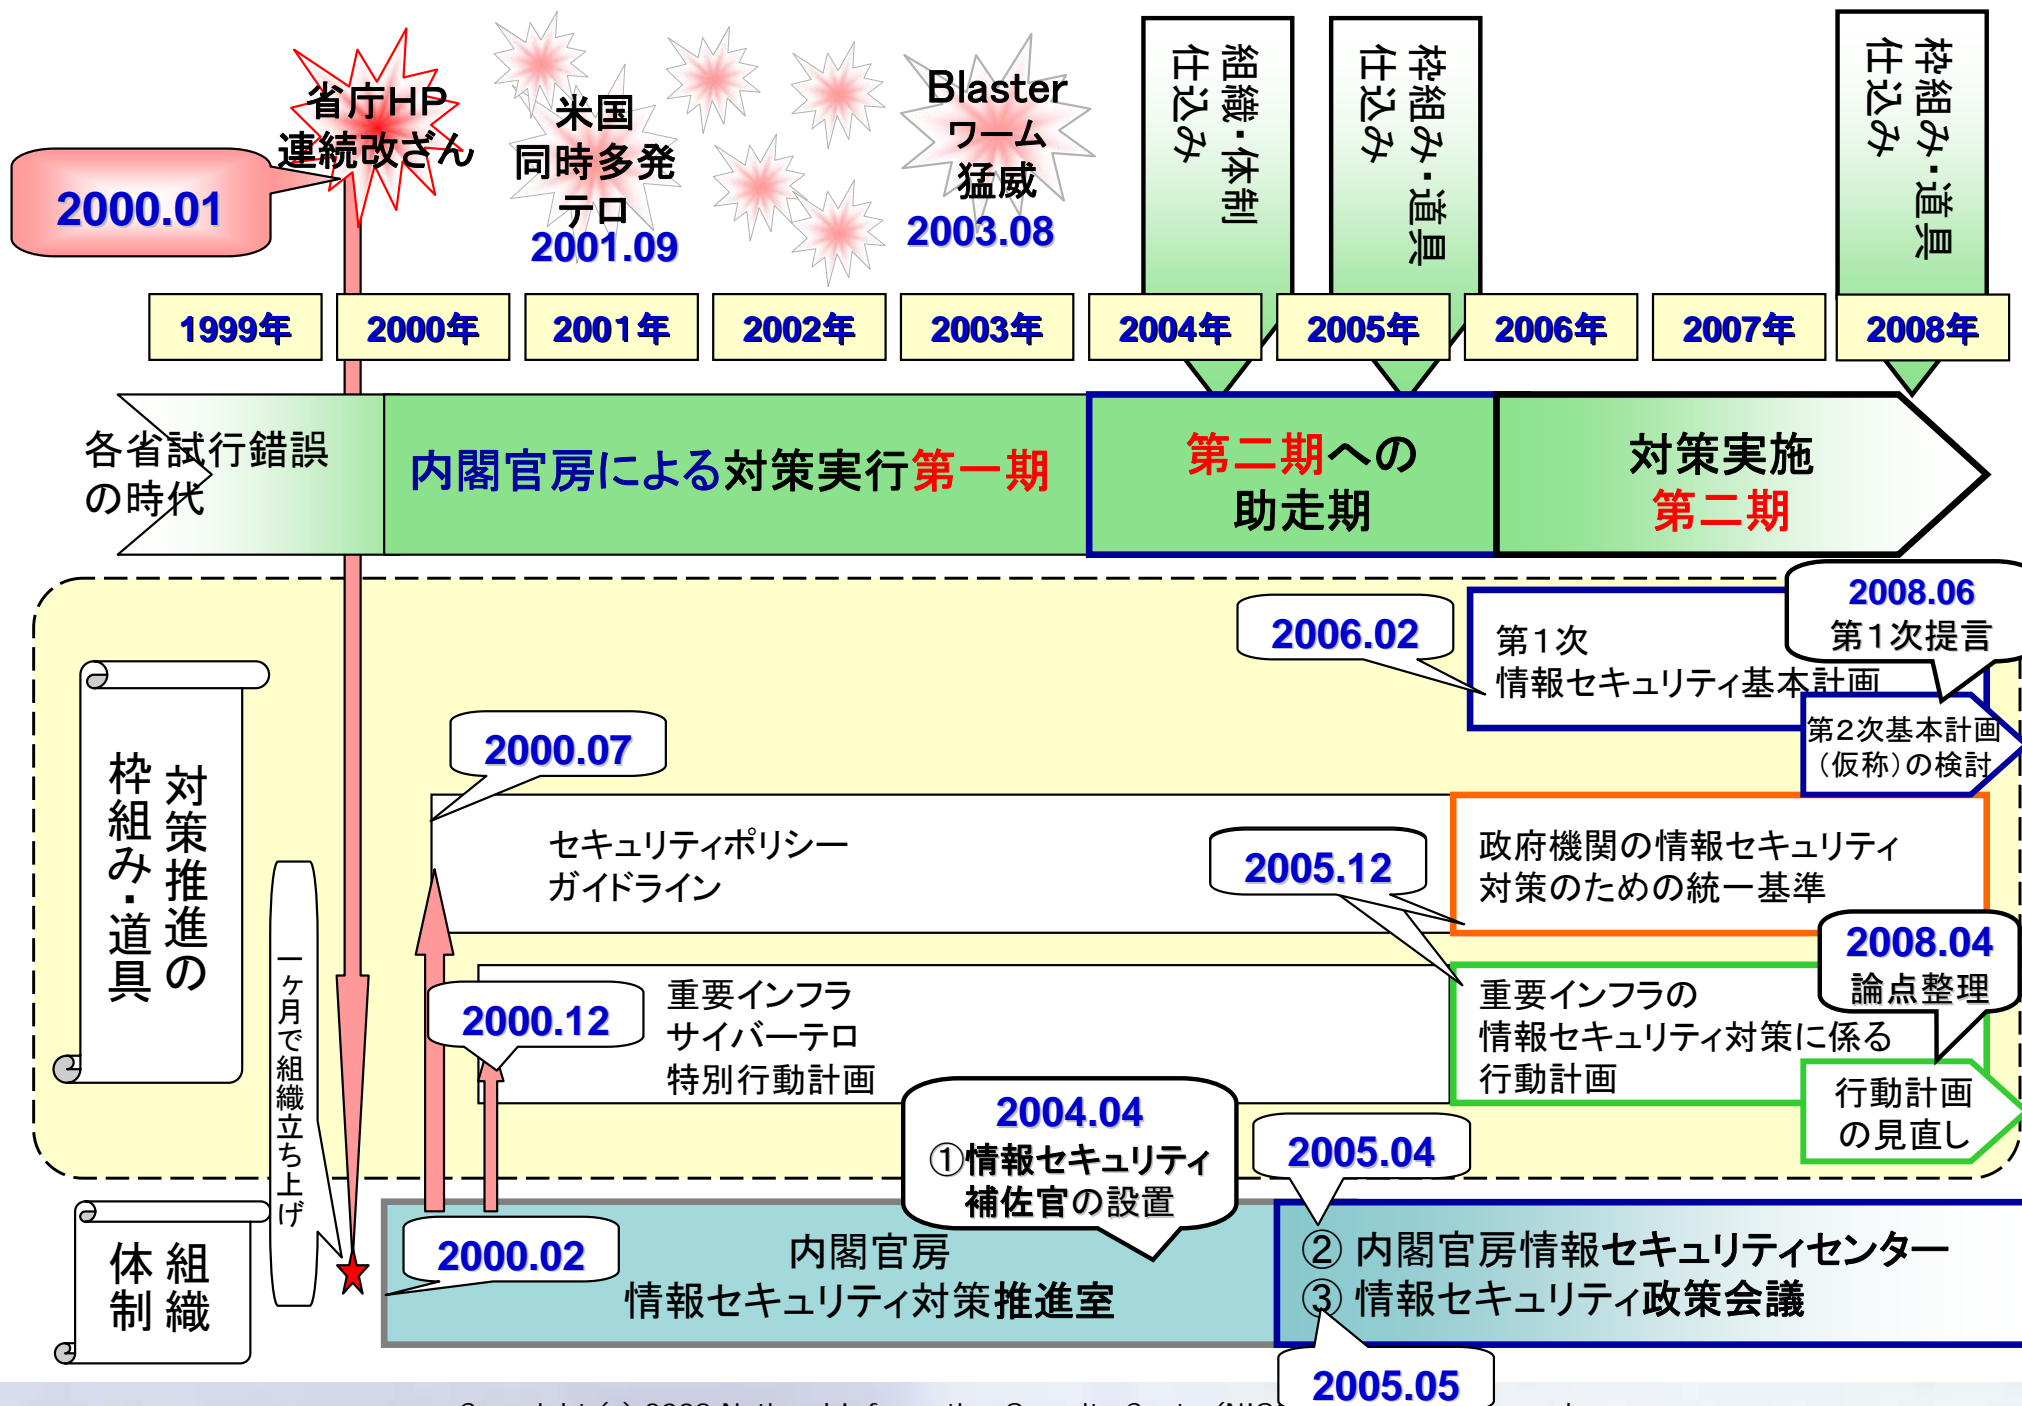 省庁HP
連続改ざん
2000.01
米国
同時多発
テロ
2001.09
Blaster
ワーム
猛威
2003.08
組織・体制
仕込み
枠組み・道具
仕込み
枠組み・道具
仕込み
1999年
2000年
2001年
2002年
2003年
2004年
2005年
2006年
2007年
2008年
各省試行錯誤
の時代
内閣官房による対策実行第一期
第二期への
助走期
対策実施
第二期
対策推進の
枠組み・道具
2006.02
第1次
情報セキュリティ基本計画
2008.06
第1次提言
第2次基本計画
(仮称)の検討
2000.07
セキュリティポリシー
ガイドライン
2005.12
政府機関の情報セキュリティ
対策のための統一基準
2000.12
重要インフラ
サイバーテロ
特別行動計画
重要インフラの
情報セキュリティ対策に係る
行動計画
2008.04
論点整理
行動計画
の見直し
一ヶ月で組織立ち上げ
組織
体制
2000.02
内閣官房
情報セキュリティ対策推進室
2004.04
①情報セキュリティ
補佐官の設置
2005.04
② 内閣官房情報セキュリティセンター
③ 情報セキュリティ政策会議
2005.05